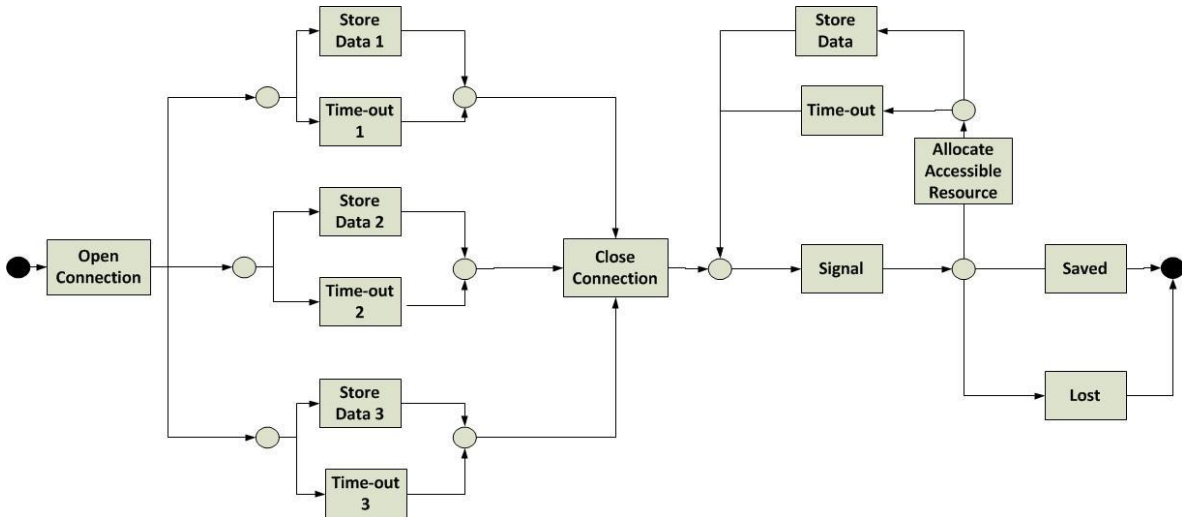 Open
Connection
Store
Data 1
Time-out
1
Store
Data 2
Time-out
2
Store
Data 3
Time-out
3
Close
Connection
Store
Data
Time-out
Allocate
Accessible
Resource
Signal
Saved
Lost